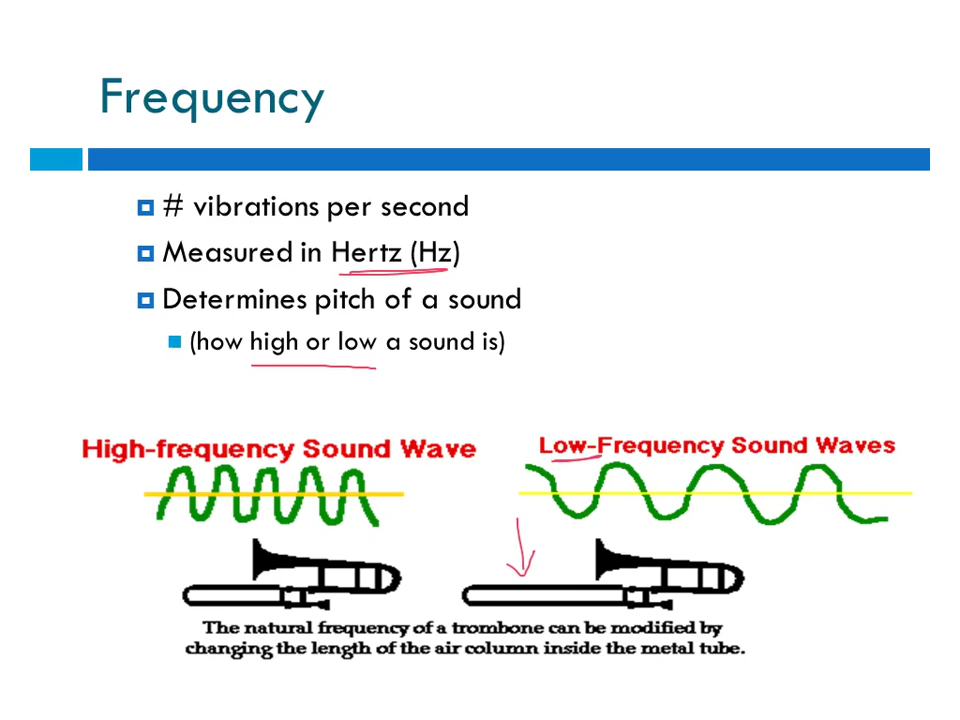 Frequency
# vibrations per second
Measured in Hertz (Hz)
Determines pitch of a sound
(how high or low a sound is)
High-frequency Sound Wave
Low-Frequency Sound Waves
The natural frequency of a trombone can be modified by
changing the length of the air column inside the metal tube.